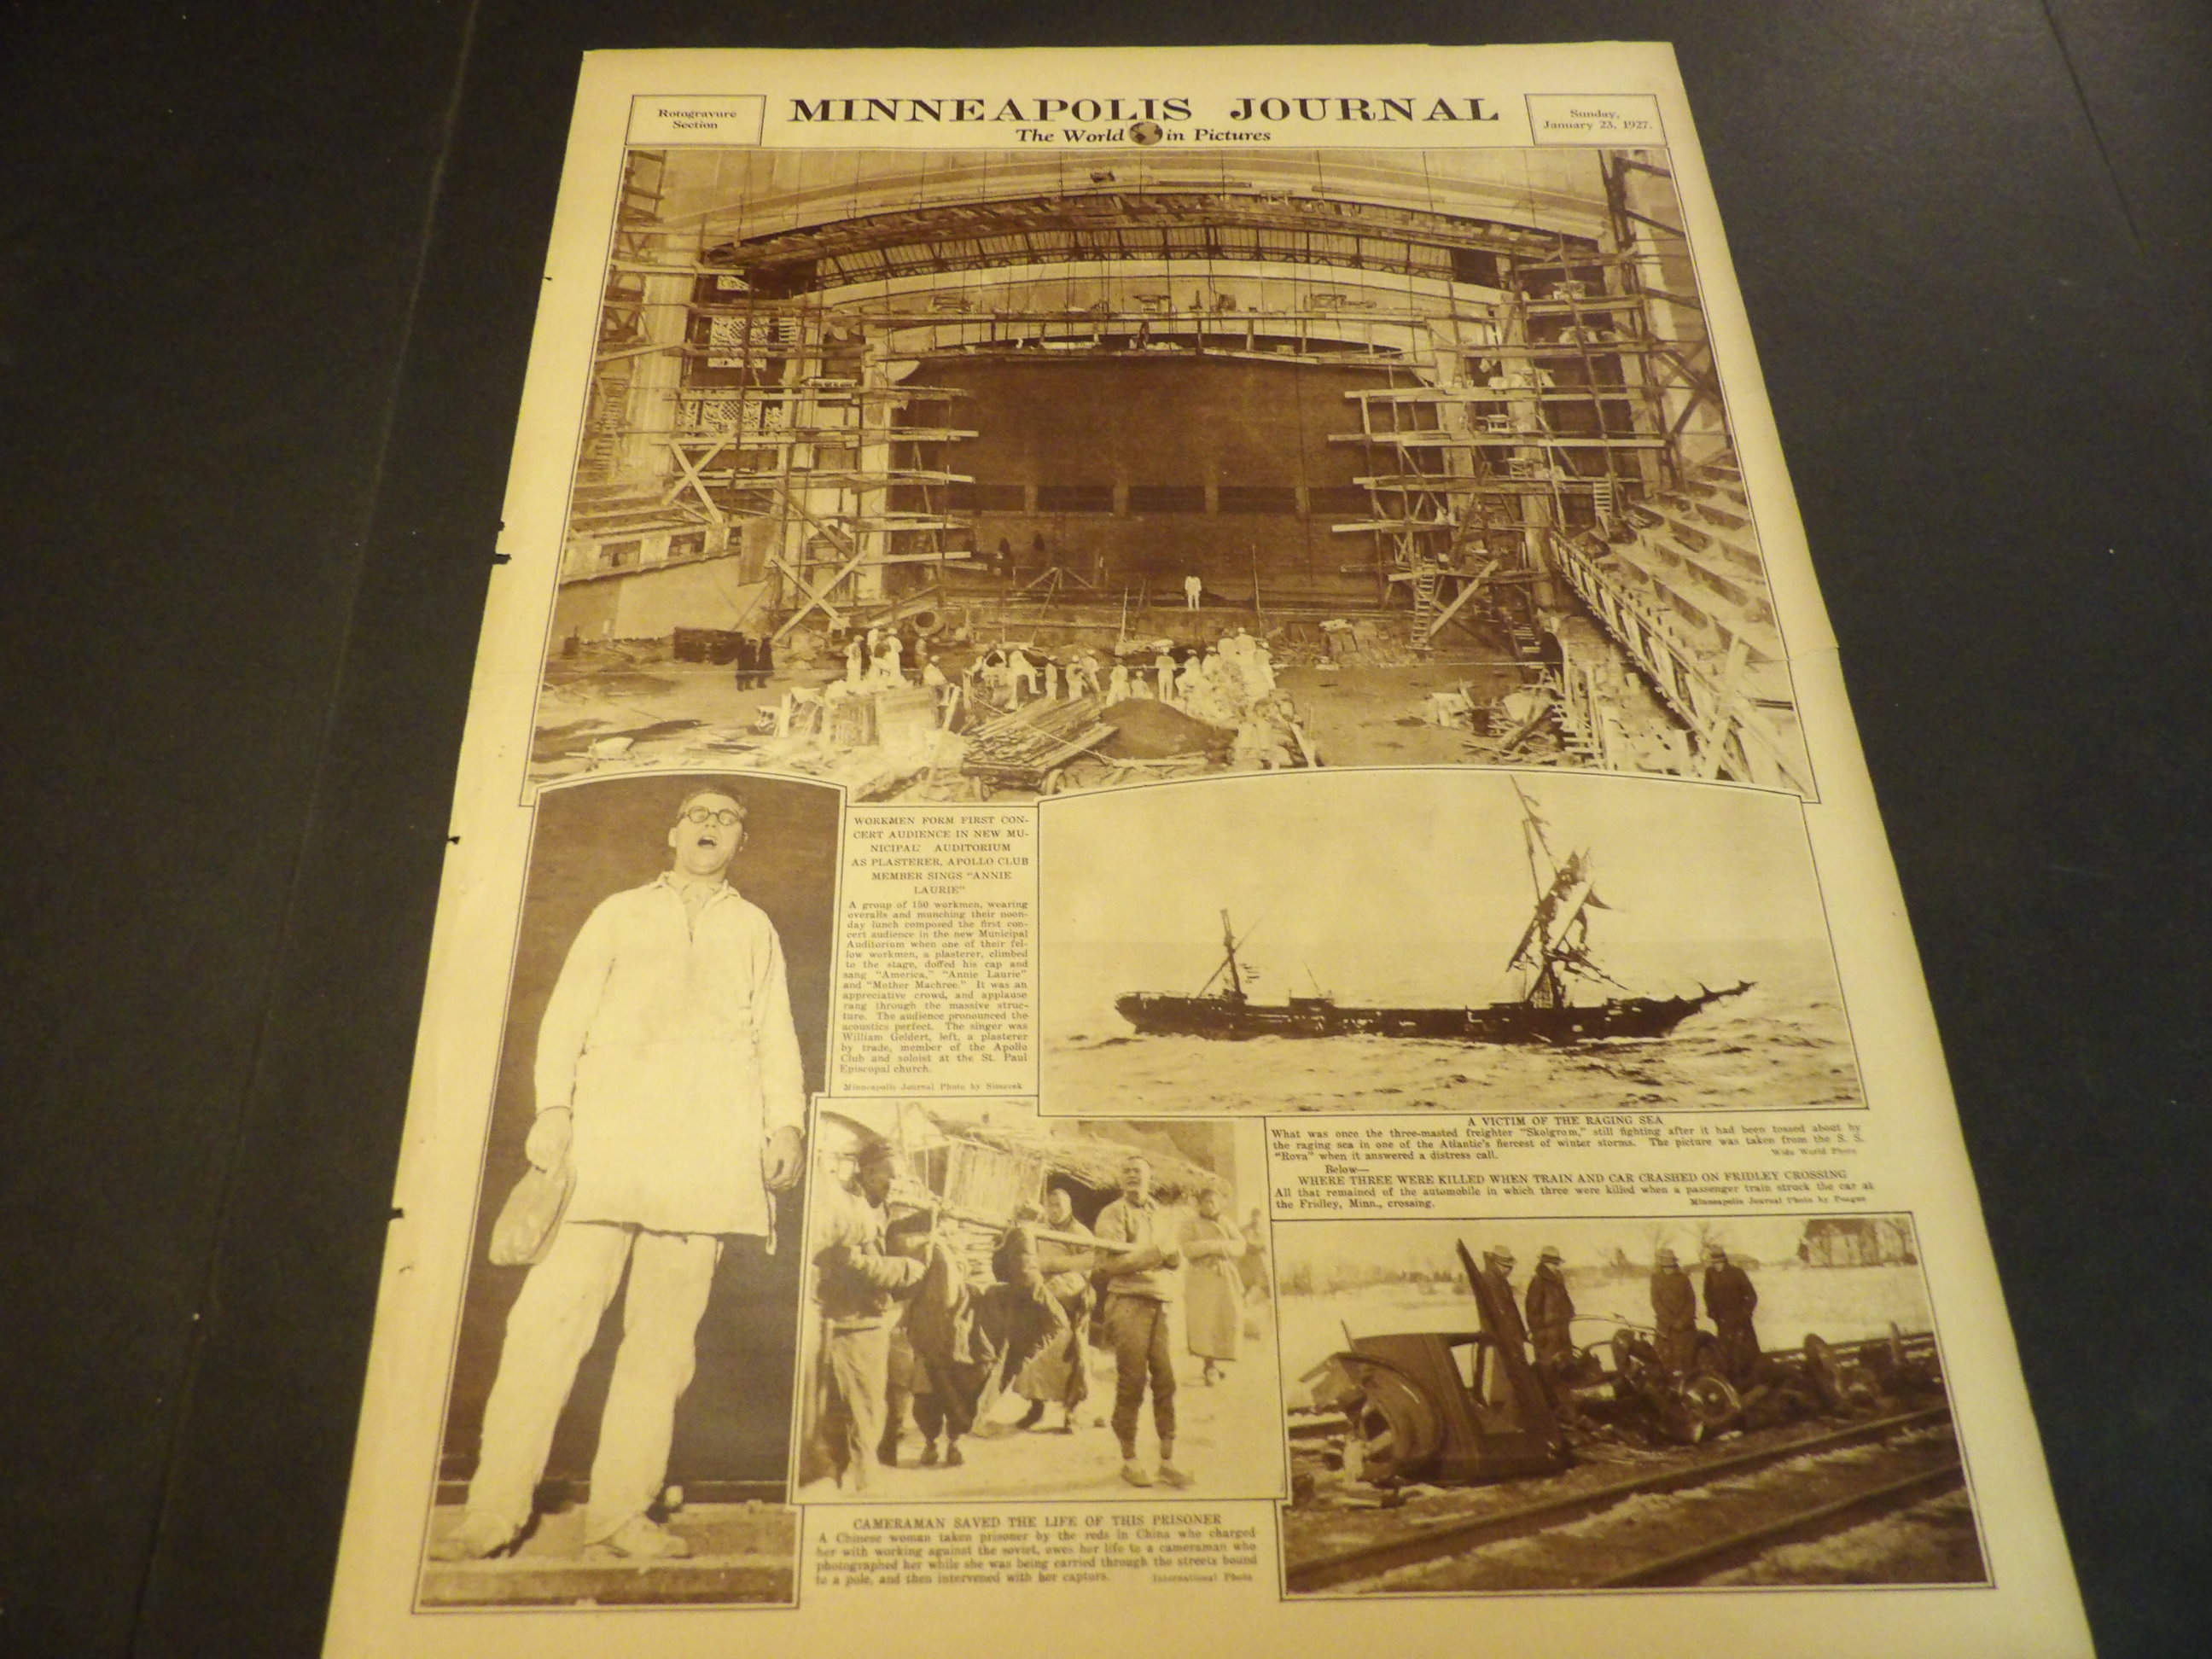 Rotogravure
Section
MINNEAPOLIS JOURNAL
The World in Pictures
Sunday,
January 23, 1927.
WORKMEN FORM FIRST CON-
CERT AUDIENCE IN NEW MU-
NICIPAL AUDITORIUM
AS PLASTERER, APOLLO CLUB
MEMBER SINGS "ANNIE
LAURIE"
A group of 150 workmen, wearing
overalls and munching their noon-
day lunch composed the first con-
cert audience in the new Municipal
Auditorium when one of their fel-
low workmen, a plasterer, climbed
to the stage, doffed his cap and
sang "America," "Annie Laurie"
and "Mother Machree." It was an
appreciative crowd, and applause
rang through the massive struc-
ture. The audience pronounced the
acoustics perfect. The singer was
William Geldert, left, a plasterer
by trade, member of the Apollo
Club and soloist at the St. Paul
Episcopal church.
Minneapolis Journal Photo by
A VICTIM OF THE RAGING SEA
What was once the three-masted freighter "Skolgrom," still fighting after it had been tossed about by
the raging sea in one of the Atlantic's fiercest of winter storms. The picture was taken from the S. S.
"Rova" when it answered a distress call.
Wide World Photo
Below—
WHERE THREE WERE KILLED WHEN TRAIN AND CAR CRASHED ON FRIDLEY CROSSING
All that remained of the automobile in which three were killed when a passenger train struck the car at
the Fridley, Minn., crossing.
Minneapolis Journal Photo by
CAMERAMAN SAVED THE LIFE OF THIS PRISONER
A Chinese woman taken prisoner by the reds in China who charged
her with working against the soviet, owes her life to a cameraman who
photographed her while she was being carried through the streets bound
to a pole, and then intervened with her captors.
International Photo